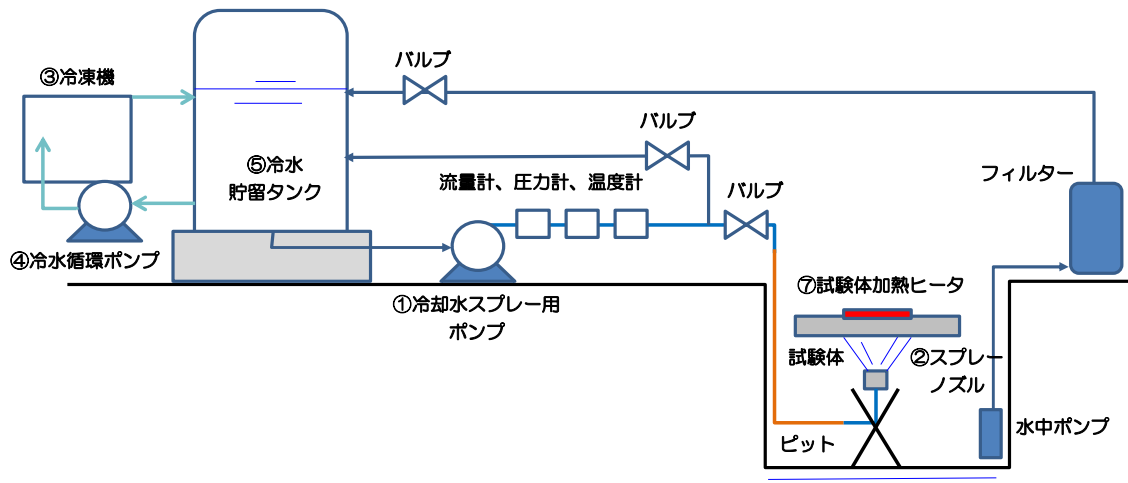 バルブ
③冷凍機
バルブ
⑤冷水
貯留タンク
流量計、圧力計、温度計
バルブ
フィルター
④冷水循環ポンプ
①冷却水スプレー用
ポンプ
⑦試験体加熱ヒータ
試験体
②スプレー
ノズル
水中ポンプ
ピット